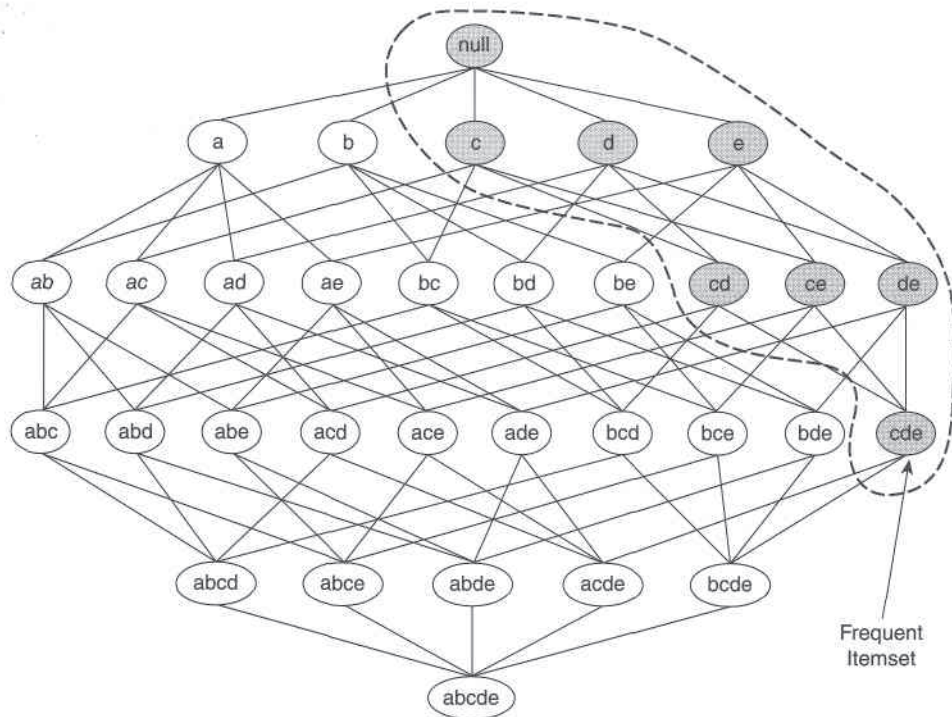 null
a b c d e
ab ac ad ae bc bd be cd ce de
abc abd abe acd ace ade bcd bce bde cde
abcd abce abde acde bcde
Frequent
Itemset
abcde